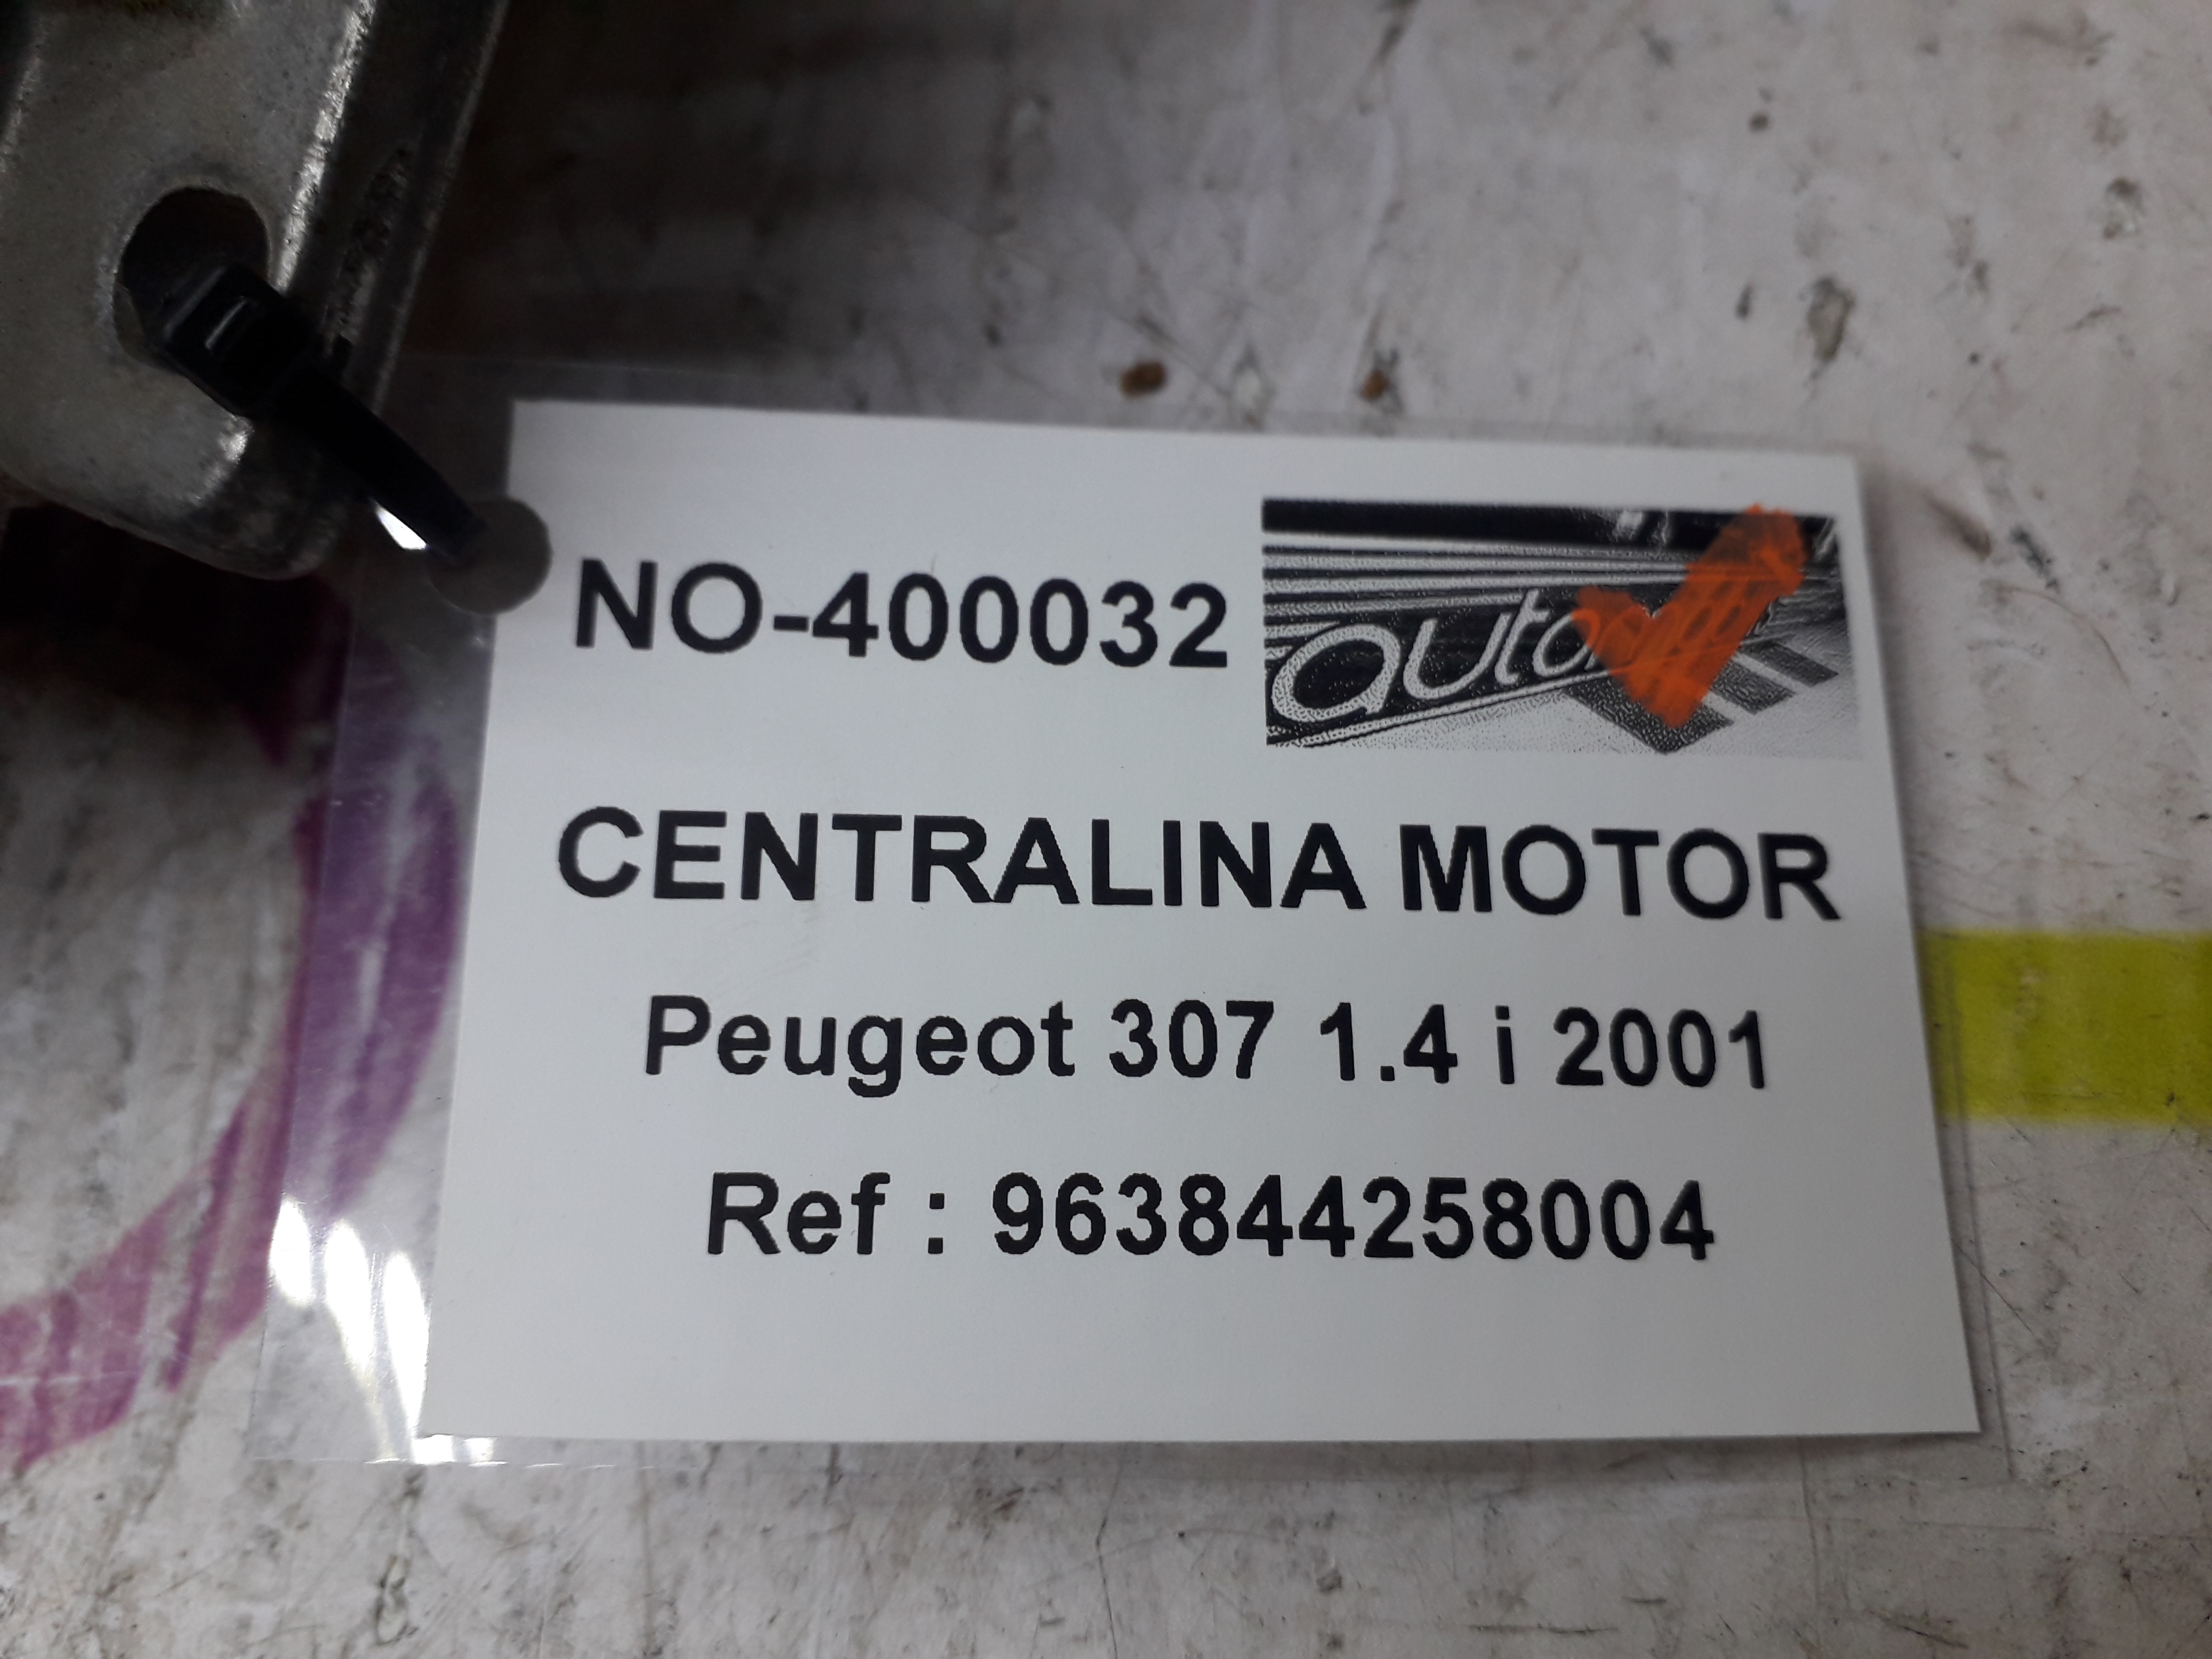 NO-400032
CENTRALINA MOTOR
Peugeot 307 1.4 i 2001
Ref : 963844258004